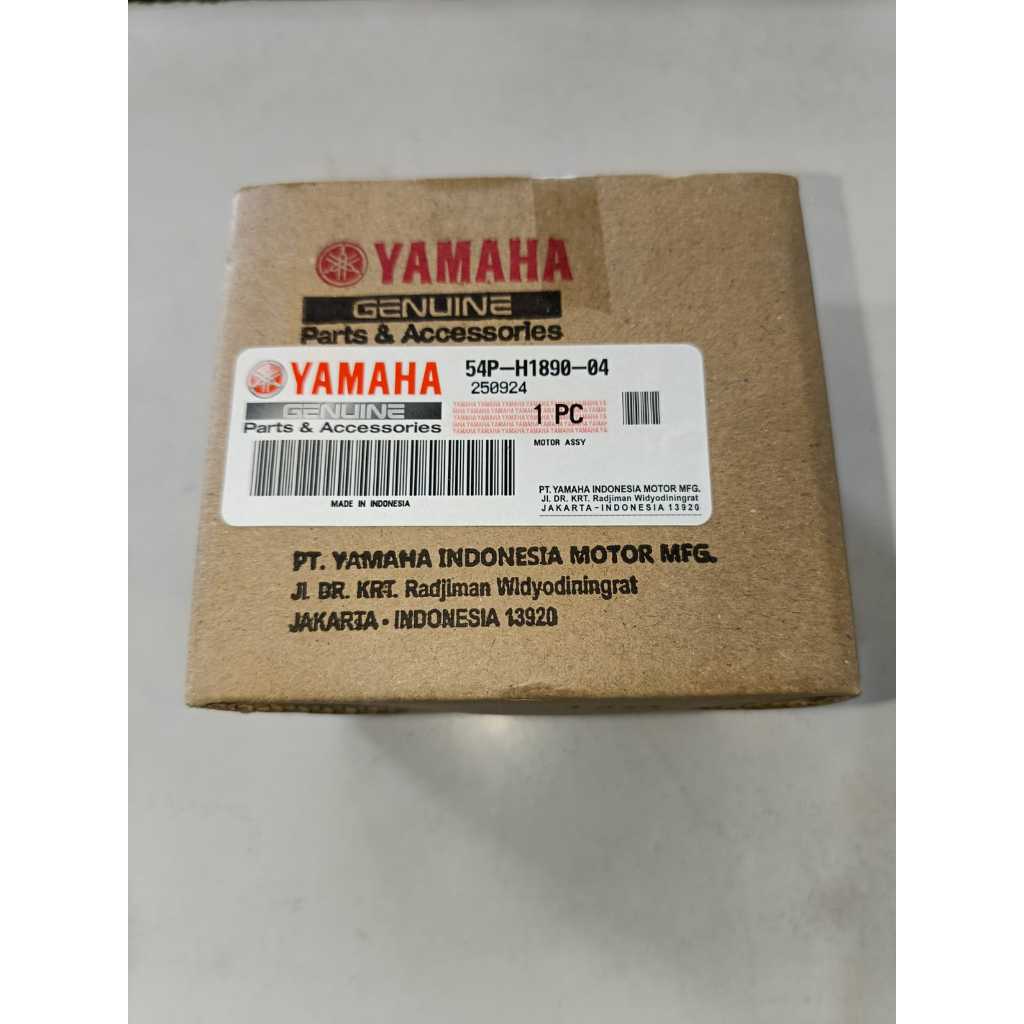 YAMAHA
GENUINE
Parts & Accessories
YAMAHA
GENUINE
Parts & Accessories
54P-H1890-04
250924
1 PC
MOTOR ASSY
MADE IN INDONESIA
PT. YAMAHA INDONESIA MOTOR MFG.
Jl. DR. KRT. Radjiman Widyodiningrat
JAKARTA - INDONESIA 13920
PT. YAMAHA INDONESIA MOTOR MFG.
Jl. DR. KRT. Radjiman Widyodiningrat
JAKARTA - INDONESIA 13920